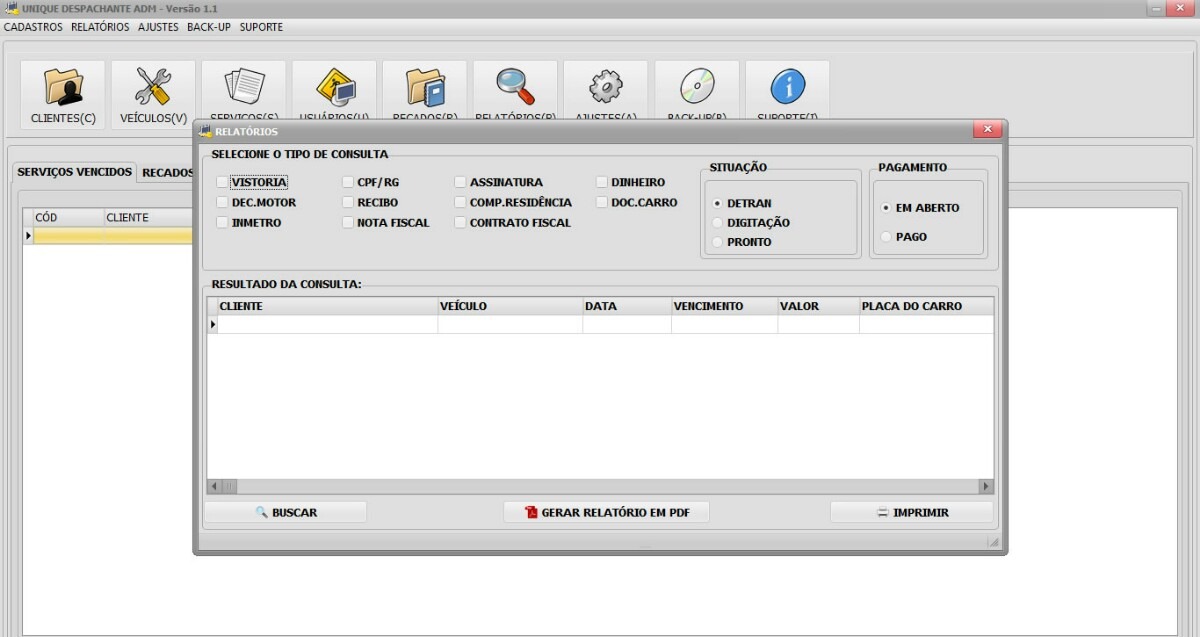 UNIQUE DESPACHANTE ADM - Versão 1.1
CADASTROS RELATÓRIOS AJUSTES BACK-UP SUPORTE
CLIENTES(C) VEÍCULOS(V) SERVIÇOS(S) USUÁRIOS(U) RECADOS(R) RELATÓRIOS(R) AJUSTES(A) BACK-UP(B) SUPORTE(I)
RELATÓRIOS
SERVIÇOS VENCIDOS RECADOS
CÓD CLIENTE
SELECIONE O TIPO DE CONSULTA
VISTORIA CPF/RG ASSINATURA DINHEIRO
DEC.MOTOR RECIBO COMP.RESIDÊNCIA DOC.CARRO
INMETRO NOTA FISCAL CONTRATO FISCAL
SITUAÇÃO
DETRAN
DIGITAÇÃO
PRONTO
PAGAMENTO
EM ABERTO
PAGO
RESULTADO DA CONSULTA:
CLIENTE VEÍCULO DATA VENCIMENTO VALOR PLACA DO CARRO
BUSCAR GERAR RELATÓRIO EM PDF IMPRIMIR